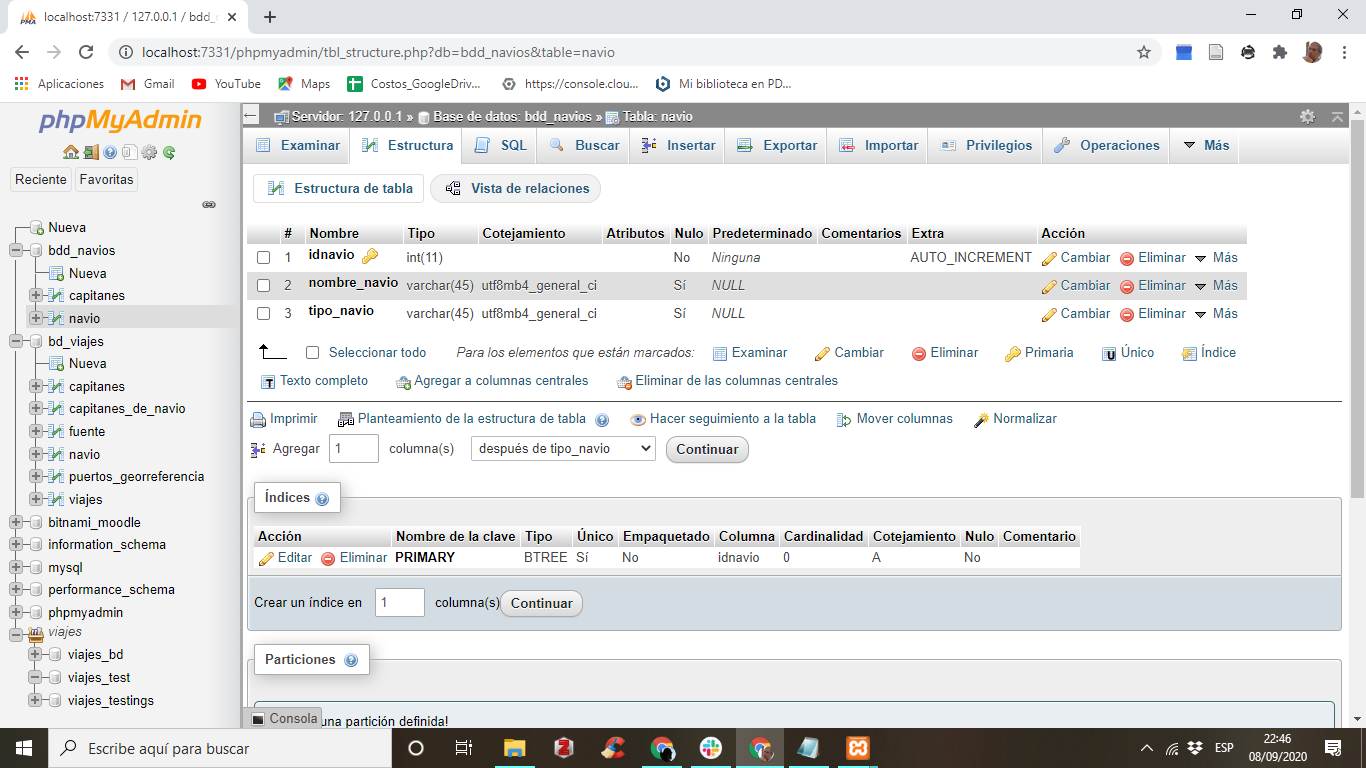 localhost:7331 / 127.0.0.1 / bdd_
localhost:7331/phpmyadmin/tbl_structure.php?db=bdd_navios&table=navio
Aplicaciones Gmail YouTube Maps Costos_GoogleDriv... https://console.clou... Mi biblioteca en PD...
phpMyAdmin
Reciente Favoritas
Nueva
bdd_navios
Nueva
capitanes
navio
bd_viajes
Nueva
capitanes
capitanes_de_navio
fuente
navio
puertos_georreferencia
viajes
bitnami_moodle
information_schema
mysql
performance_schema
phpmyadmin
viajes
viajes_bd
viajes_test
viajes_testings
Servidor: 127.0.0.1 » Base de datos: bdd_navios » Tabla: navio
Examinar Estructura SQL Buscar Insertar Exportar Importar Privilegios Operaciones Más
Estructura de tabla Vista de relaciones
# Nombre Tipo Cotejamiento Atributos Nulo Predeterminado Comentarios Extra Acción
1 idnavio int(11) No Ninguna AUTO_INCREMENT Cambiar Eliminar Más
2 nombre_navio varchar(45) utf8mb4_general_ci Sí NULL Cambiar Eliminar Más
3 tipo_navio varchar(45) utf8mb4_general_ci Sí NULL Cambiar Eliminar Más
Seleccionar todo Para los elementos que están marcados: Examinar Cambiar Eliminar Primaria Único Índice
Texto completo Agregar a columnas centrales Eliminar de las columnas centrales
Imprimir Planteamiento de la estructura de tabla Hacer seguimiento a la tabla Mover columnas Normalizar
Agregar 1 columna(s) después de tipo_navio Continuar
Índices
Acción Nombre de la clave Tipo Único Empaquetado Columna Cardinalidad Cotejamiento Nulo Comentario
Editar Eliminar PRIMARY BTREE Sí No idnavio 0 A No
Crear un índice en 1 columna(s) Continuar
Particiones
Consola una partición definida!
Escribe aquí para buscar
ESP
22:46
08/09/2020